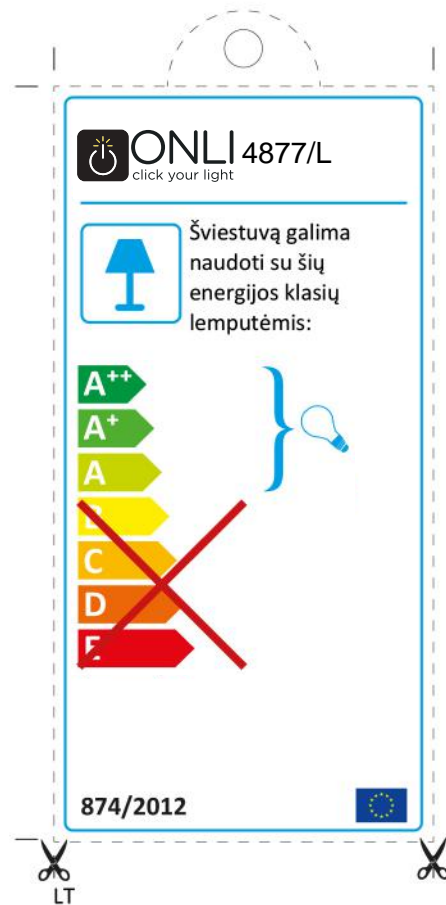 ONLI 4877/L
click your light
Šviestuvą galima
naudoti su šių
energijos klasių
lemputėmis:
A++
A+
A
B
C
D
E
874/2012
LT